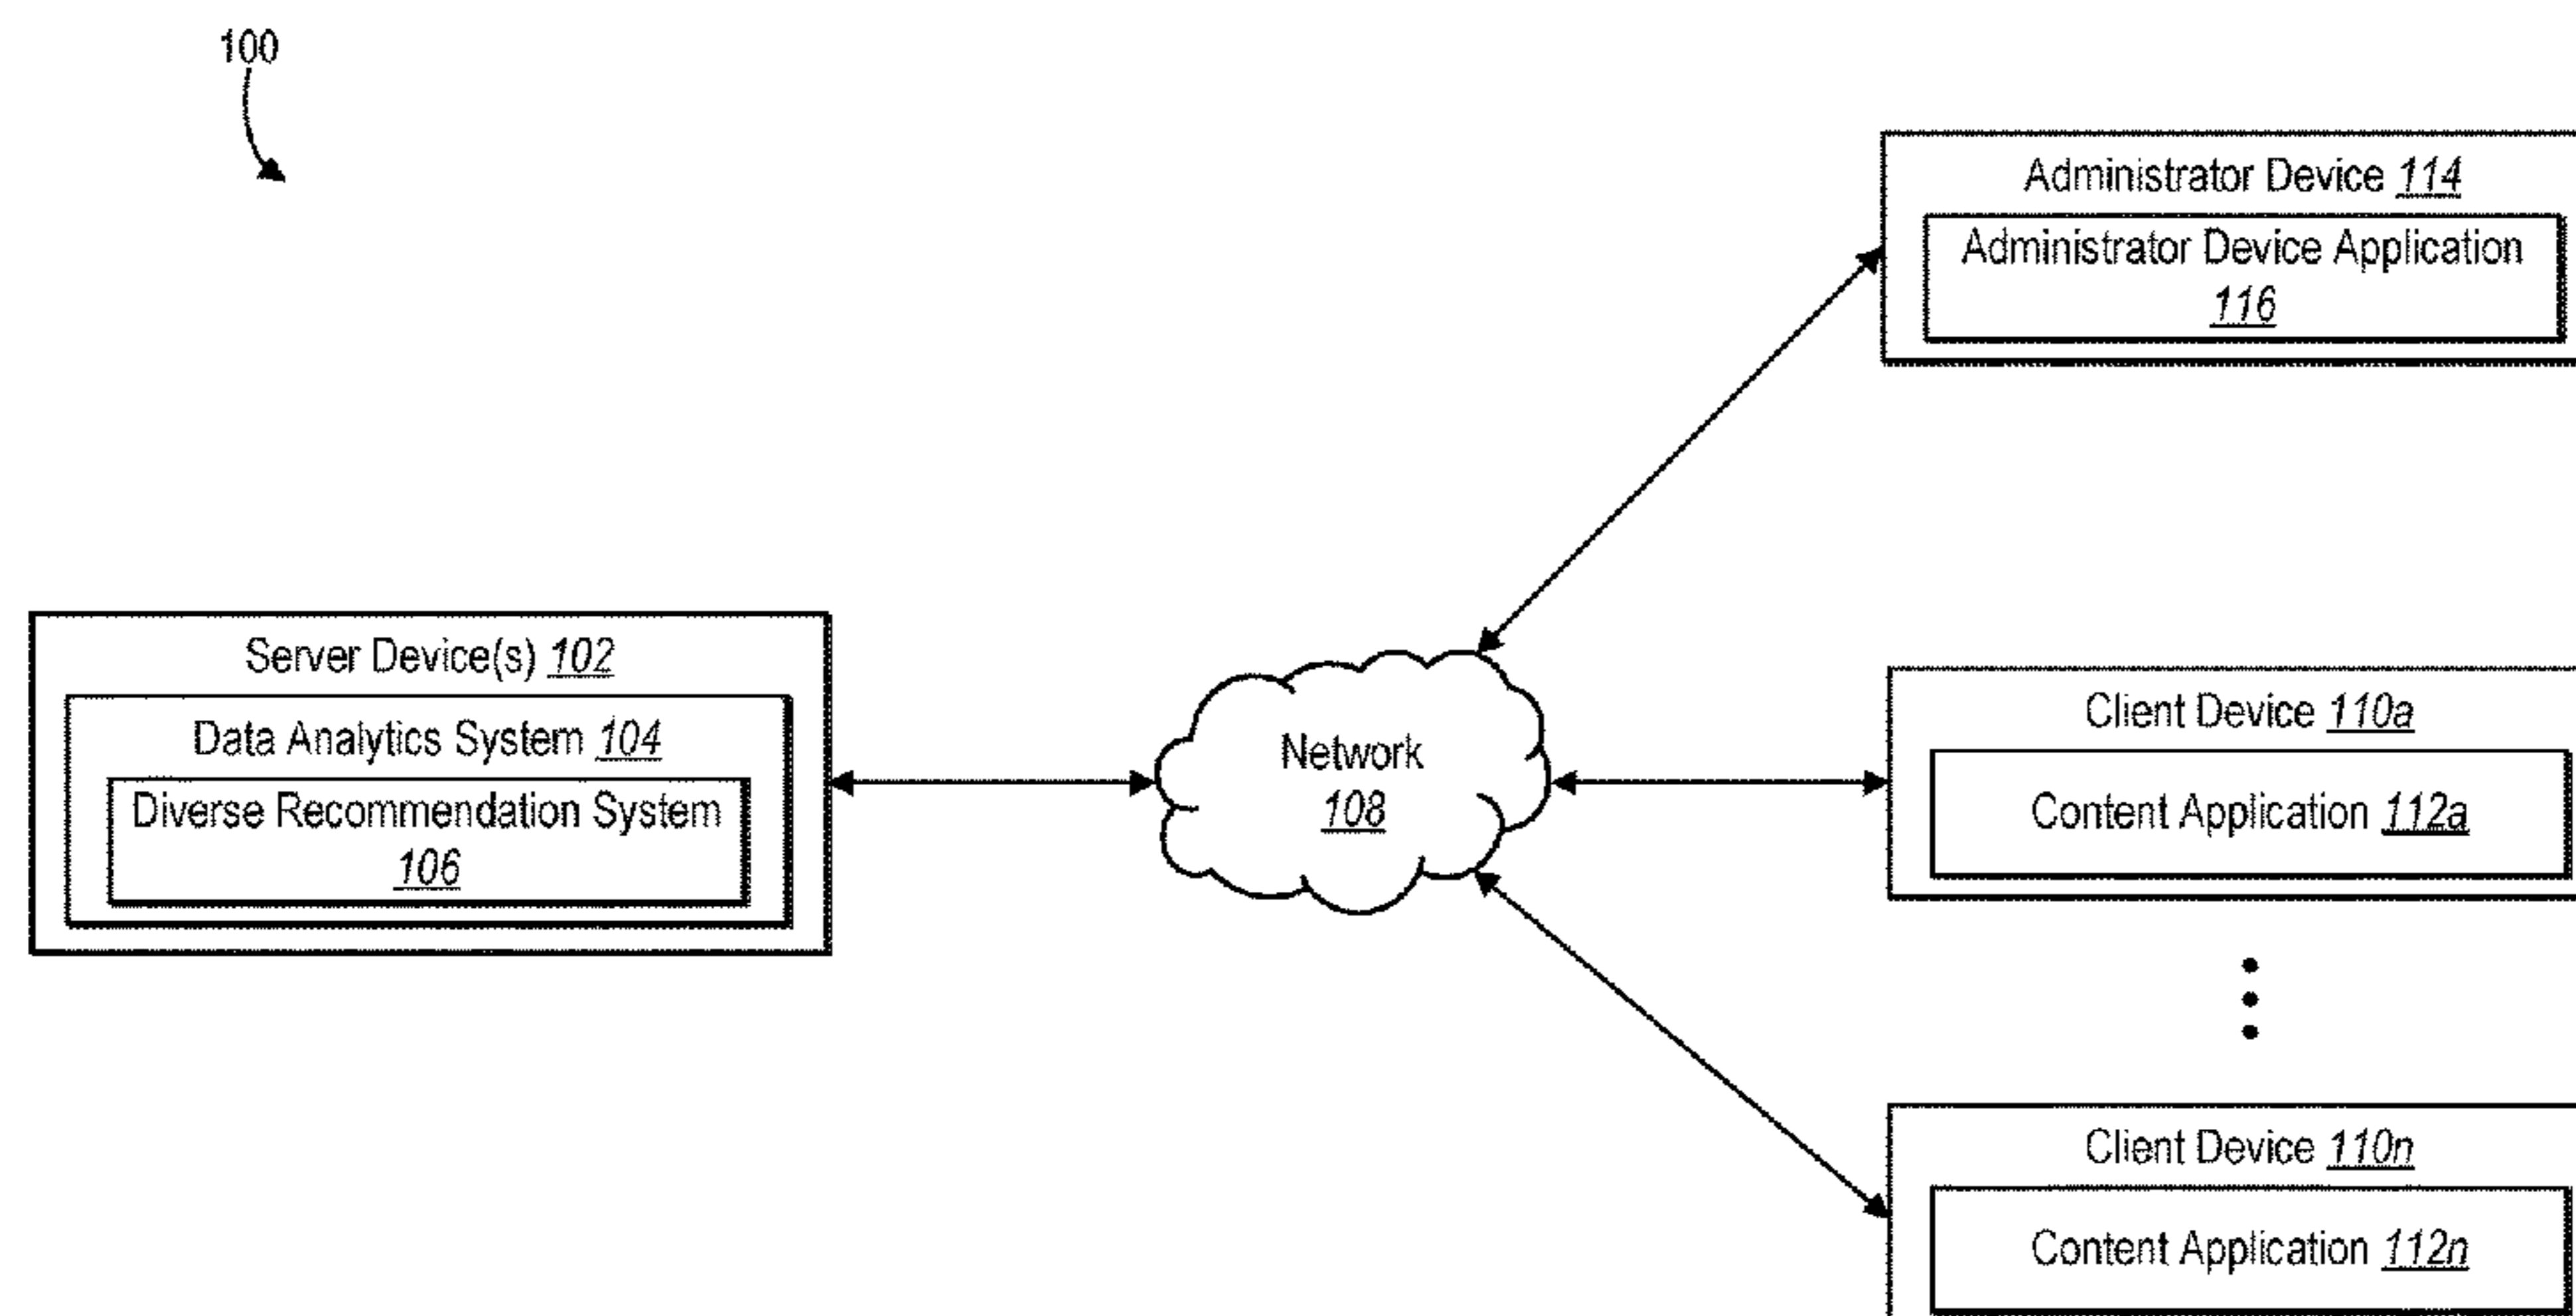 100
Administrator Device 114
Administrator Device Application
116
Server Device(s) 102
Data Analytics System 104
Diverse Recommendation System
106
Network
108
Client Device 110a
Content Application 112a
Client Device 110n
Content Application 112n